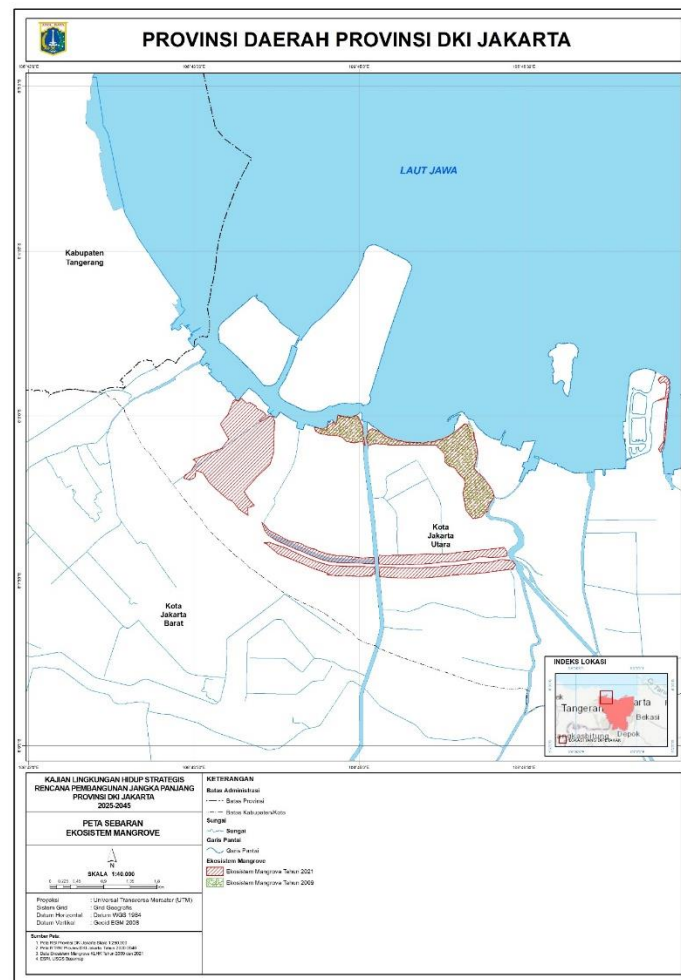 PROVINSI DAERAH PROVINSI DKI JAKARTA
LAUT JAWA
Kabupaten
Tangerang
Kota
Jakarta
Utara
Kota
Jakarta
Barat
INDEKS LOKASI
Tangerang
Jakarta
Bekasi
Depok
KAJIAN LINGKUNGAN HIDUP STRATEGIS
RENCANA PEMBANGUNAN JANGKA PANJANG
PROVINSI DKI JAKARTA
2025-2045
PETA SEBARAN
EKOSISTEM MANGROVE
N
SKALA 1:40.000
Proyeksi : Universal Transverse Mercator (UTM)
Sistem Grid : Grid Geografis
Datum Horizontal : Datum WGS 1984
Datum Vertikal : Geoid EGM 2008
Sumber Peta:
KETERANGAN
Batas Administrasi
Batas Provinsi
Batas Kabupaten/Kota
Sungai
Sungai
Garis Pantai
Garis Pantai
Ekosistem Mangrove
Ekosistem Mangrove Tahun 2021
Ekosistem Mangrove Tahun 2009